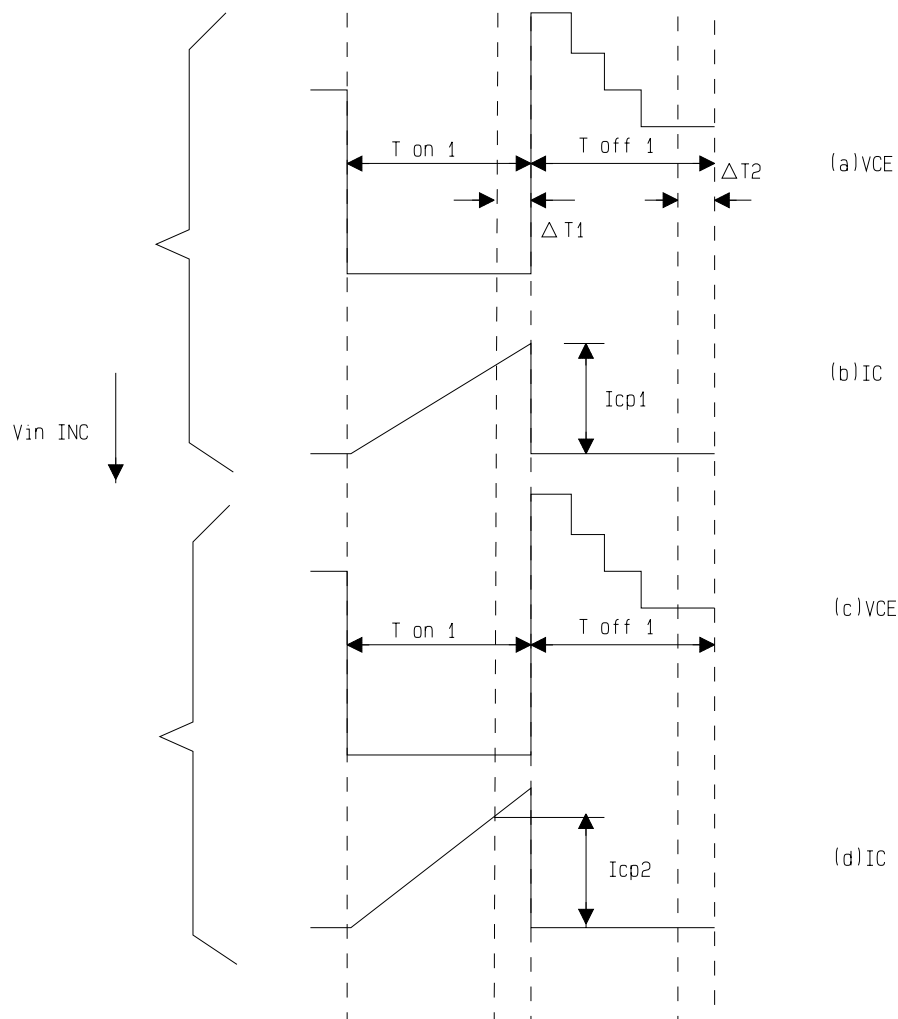 T on 1
T off 1
(a)VCE
△T2
△T1
(b)IC
Icp1
Vin INC
(c)VCE
T on 1
T off 1
(d)IC
Icp2